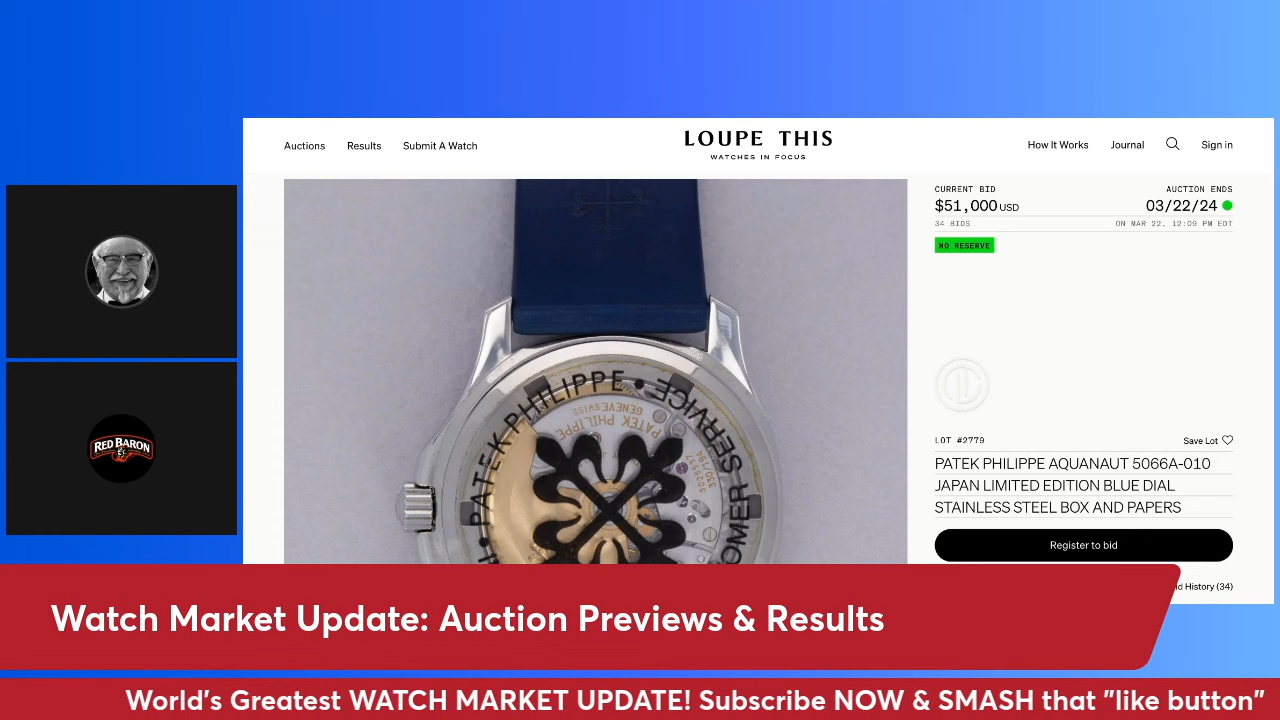 Auctions Results Submit A Watch
LOUPE THIS
WATCHES IN FOCUS
How It Works Journal Sign in
CURRENT BID AUCTION ENDS
$51,000 USD 03/22/24
34 BIDS ON MAR 22, 12:09 PM EDT
NO RESERVE
LOT #2779 Save Lot
PATEK PHILIPPE AQUANAUT 5066A-010
JAPAN LIMITED EDITION BLUE DIAL
STAINLESS STEEL BOX AND PAPERS
Register to bid
History (34)
PATEK PHILIPPE •
SERVICE
PATEK PHILIPPE
GENEVE SWISS
RED BARON
Watch Market Update: Auction Previews & Results
World's Greatest WATCH MARKET UPDATE! Subscribe NOW & SMASH that "like button"